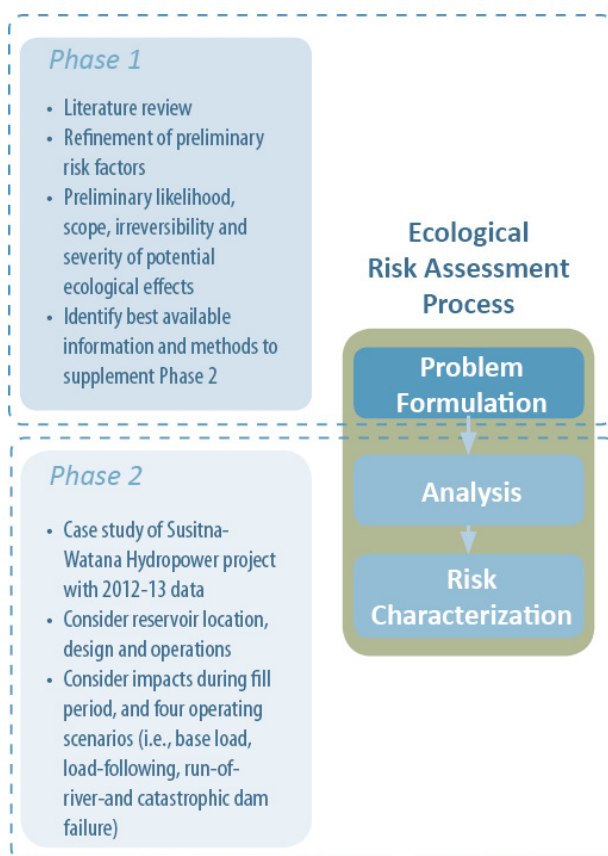 Phase 1
• Literature review
• Refinement of preliminary
risk factors
• Preliminary likelihood,
scope, irreversibility and
severity of potential
ecological effects
• Identify best available
information and methods to
supplement Phase 2
Ecological
Risk Assessment
Process
Problem
Formulation
Analysis
Risk
Characterization
Phase 2
• Case study of Susitna-
Watana Hydropower project
with 2012-13 data
• Consider reservoir location,
design and operations
• Consider impacts during fill
period, and four operating
scenarios (i.e., base load,
load-following, run-of-
river-and catastrophic dam
failure)